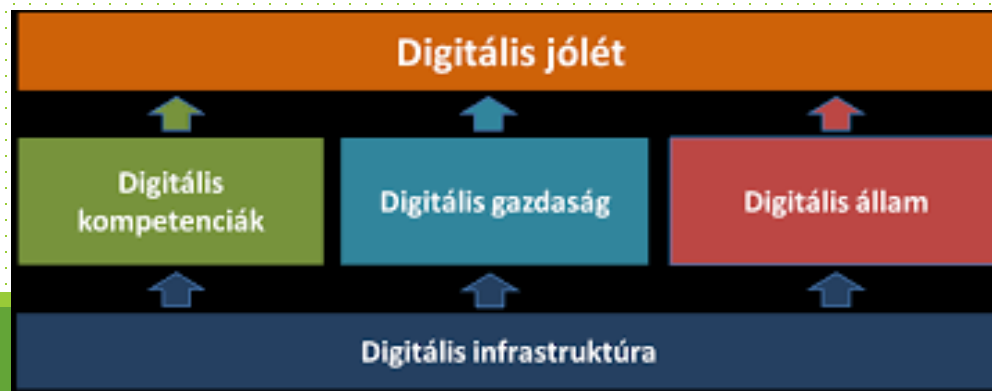 Digitális jólét
Digitális
kompetenciák
Digitális gazdaság
Digitális állam
Digitális infrastruktúra